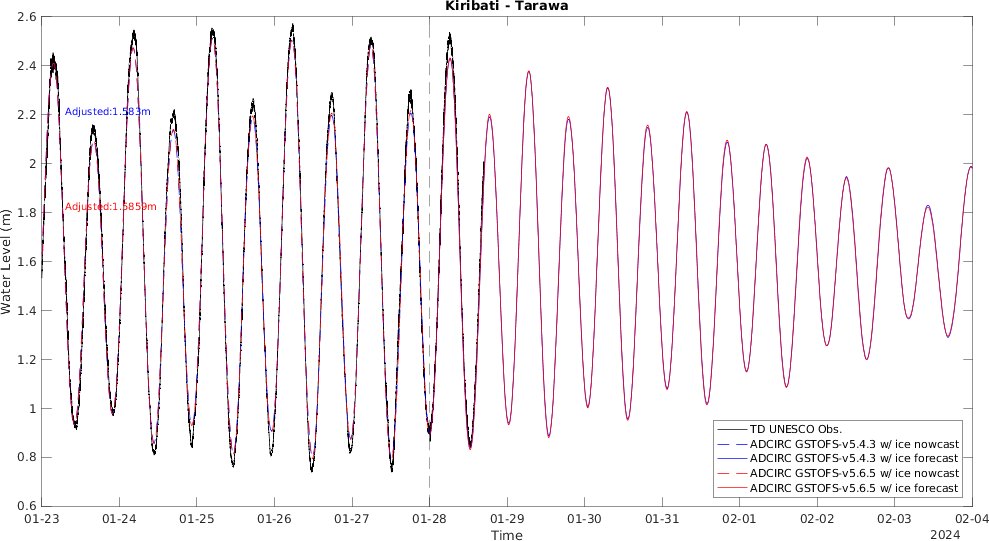 Kiribati - Tarawa
2.6
2.4
2.2
2
1.8
1.6
1.4
1.2
1
0.8
0.6
Water Level (m)
Adjusted:1.583m
Adjusted:1.5859m
TD UNESCO Obs.
ADCIRC GSTOFS-v5.4.3 w/ ice nowcast
ADCIRC GSTOFS-v5.4.3 w/ ice forecast
ADCIRC GSTOFS-v5.6.5 w/ ice nowcast
ADCIRC GSTOFS-v5.6.5 w/ ice forecast
01-23 01-24 01-25 01-26 01-27 01-28 01-29 01-30 01-31 02-01 02-02 02-03 02-04
Time 2024